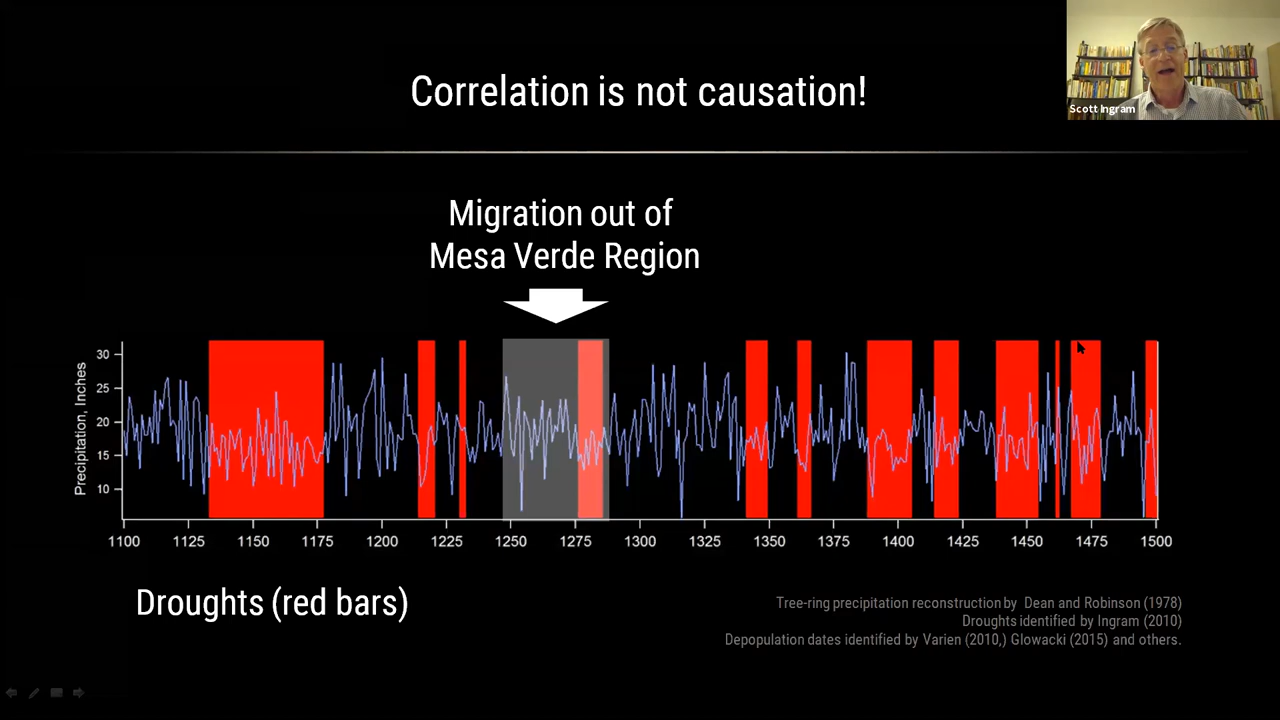 Correlation is not causation!
Scott Ingram
Migration out of
Mesa Verde Region
Precipitation, Inches
30
25
20
15
10
1100 1125 1150 1175 1200 1225 1250 1275 1300 1325 1350 1375 1400 1425 1450 1475 1500
Droughts (red bars)
Tree-ring precipitation reconstruction by Dean and Robinson (1978)
Droughts identified by Ingram (2010)
Depopulation dates identified by Varien (2010,) Glowacki (2015) and others.